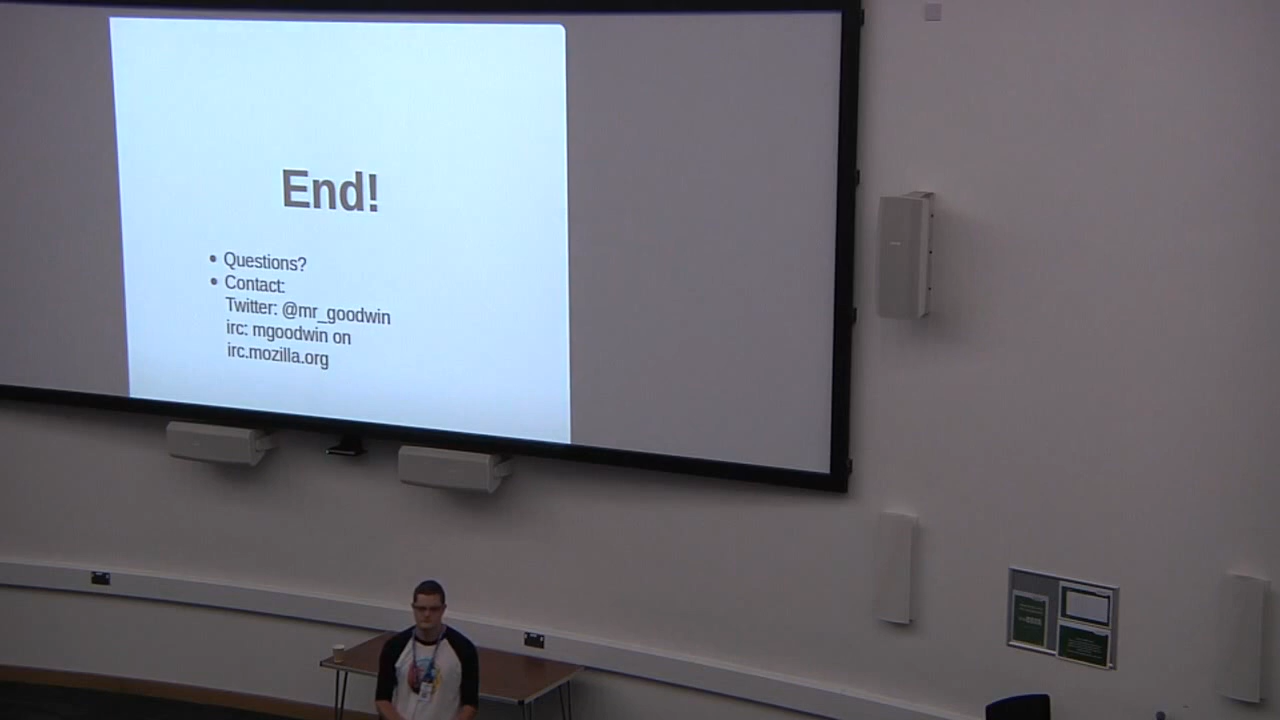 End!
• Questions?
• Contact:
Twitter: @mr_goodwin
irc: mgoodwin on
irc.mozilla.org